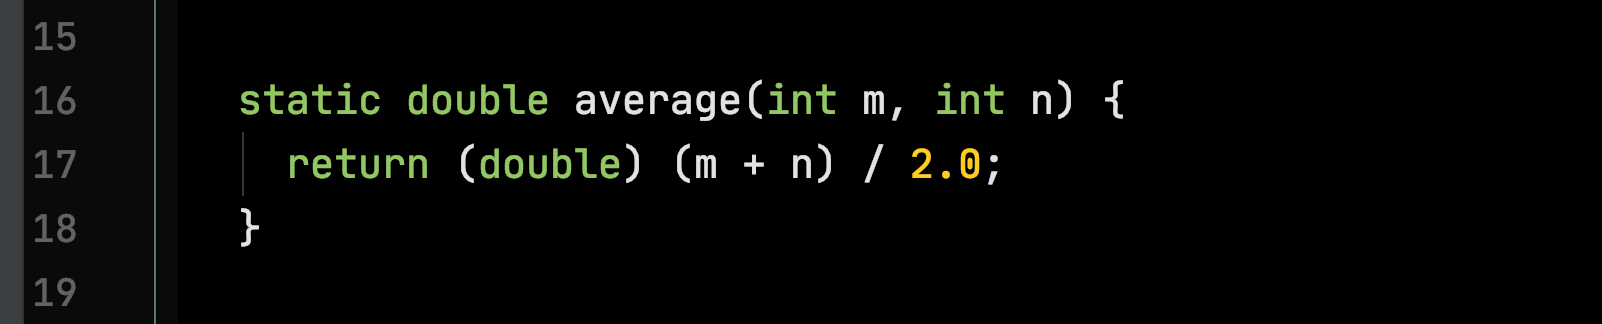 15
16 static double average(int m, int n) {
17 return (double) (m + n) / 2.0;
18 }
19